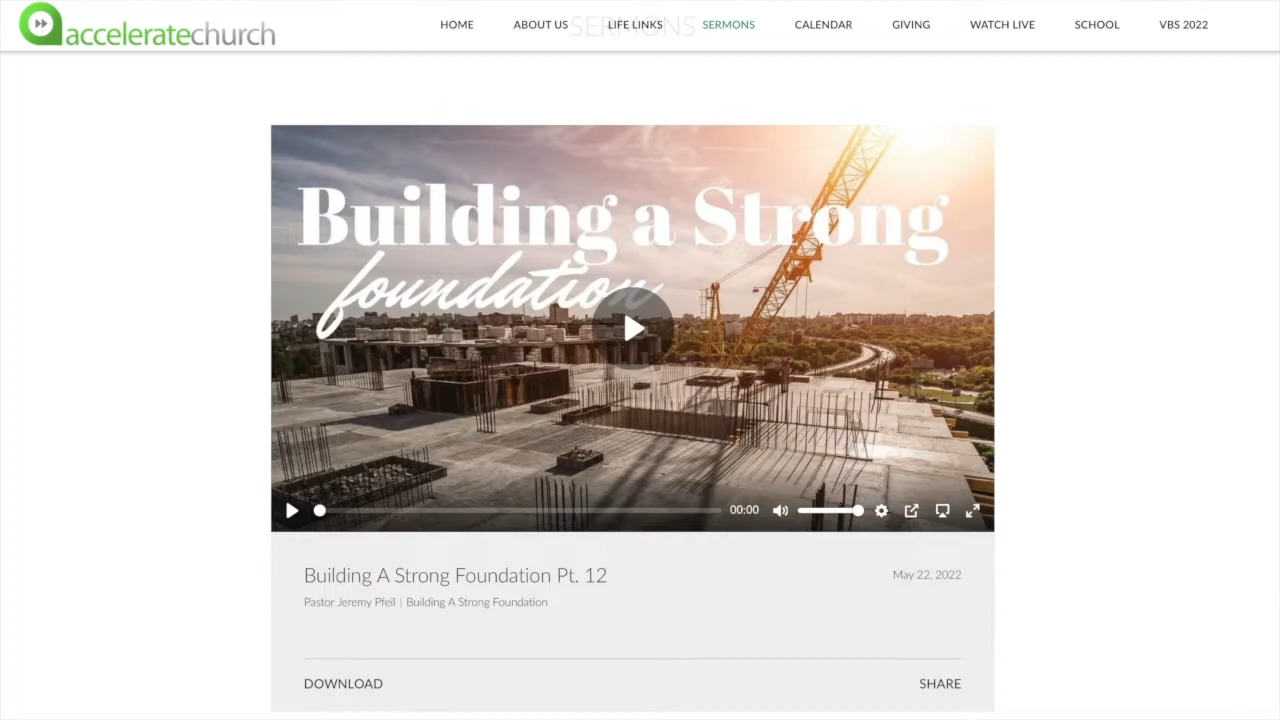 acceleratechurch
HOME ABOUT US LIFE LINKS SERMONS CALENDAR GIVING WATCH LIVE SCHOOL VBS 2022
SERMONS
Building a Strong
foundation
00:00
Building A Strong Foundation Pt. 12
May 22, 2022
Pastor Jeremy Pfeil | Building A Strong Foundation
DOWNLOAD
SHARE